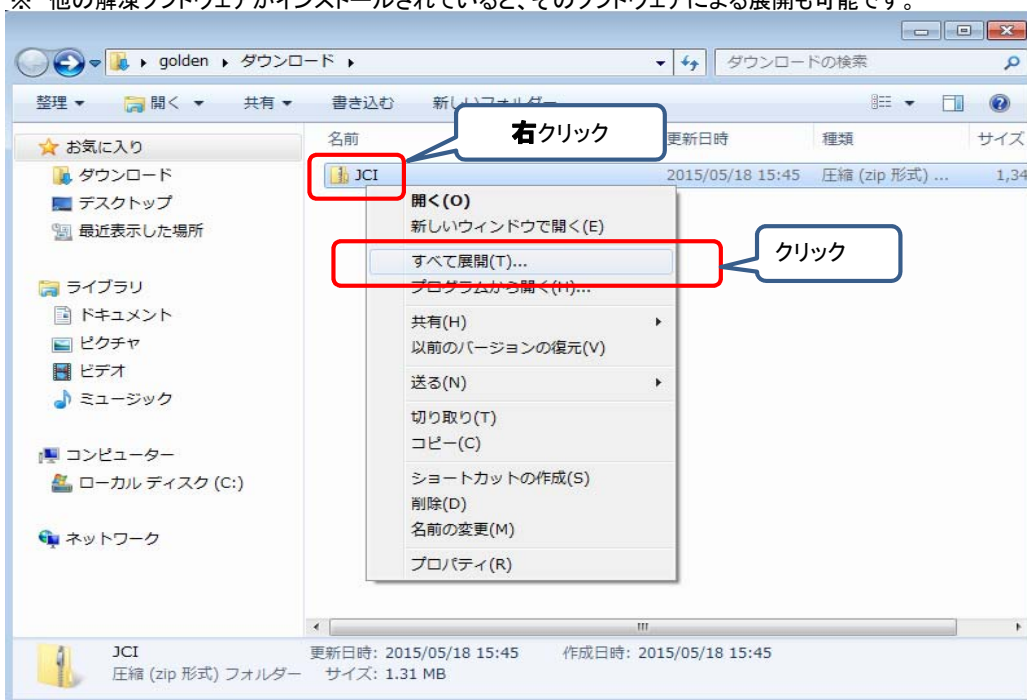 ※ 他の解凍ソフトウェアがインストールされていると、そのソフトウェアによる展開も可能です。
golden ダウンロード
ダウンロードの検索
整理 開く 共有 書き込む 新しいフォルダー
名前 更新日時 種類 サイズ
右クリック
JCI 2015/05/18 15:45 圧縮 (zip 形式) ... 1,34
お気に入り
ダウンロード
デスクトップ
最近表示した場所
ライブラリ
ドキュメント
ピクチャ
ビデオ
ミュージック
コンピューター
ローカル ディスク (C:)
ネットワーク
開く(O)
新しいウィンドウで開く(E)
すべて展開(T)...
クリック
プログラムから開く(H)...
共有(H)
以前のバージョンの復元(V)
送る(N)
切り取り(T)
コピー(C)
ショートカットの作成(S)
削除(D)
名前の変更(M)
プロパティ(R)
JCI 更新日時: 2015/05/18 15:45 作成日時: 2015/05/18 15:45
圧縮 (zip 形式) フォルダー サイズ: 1.31 MB